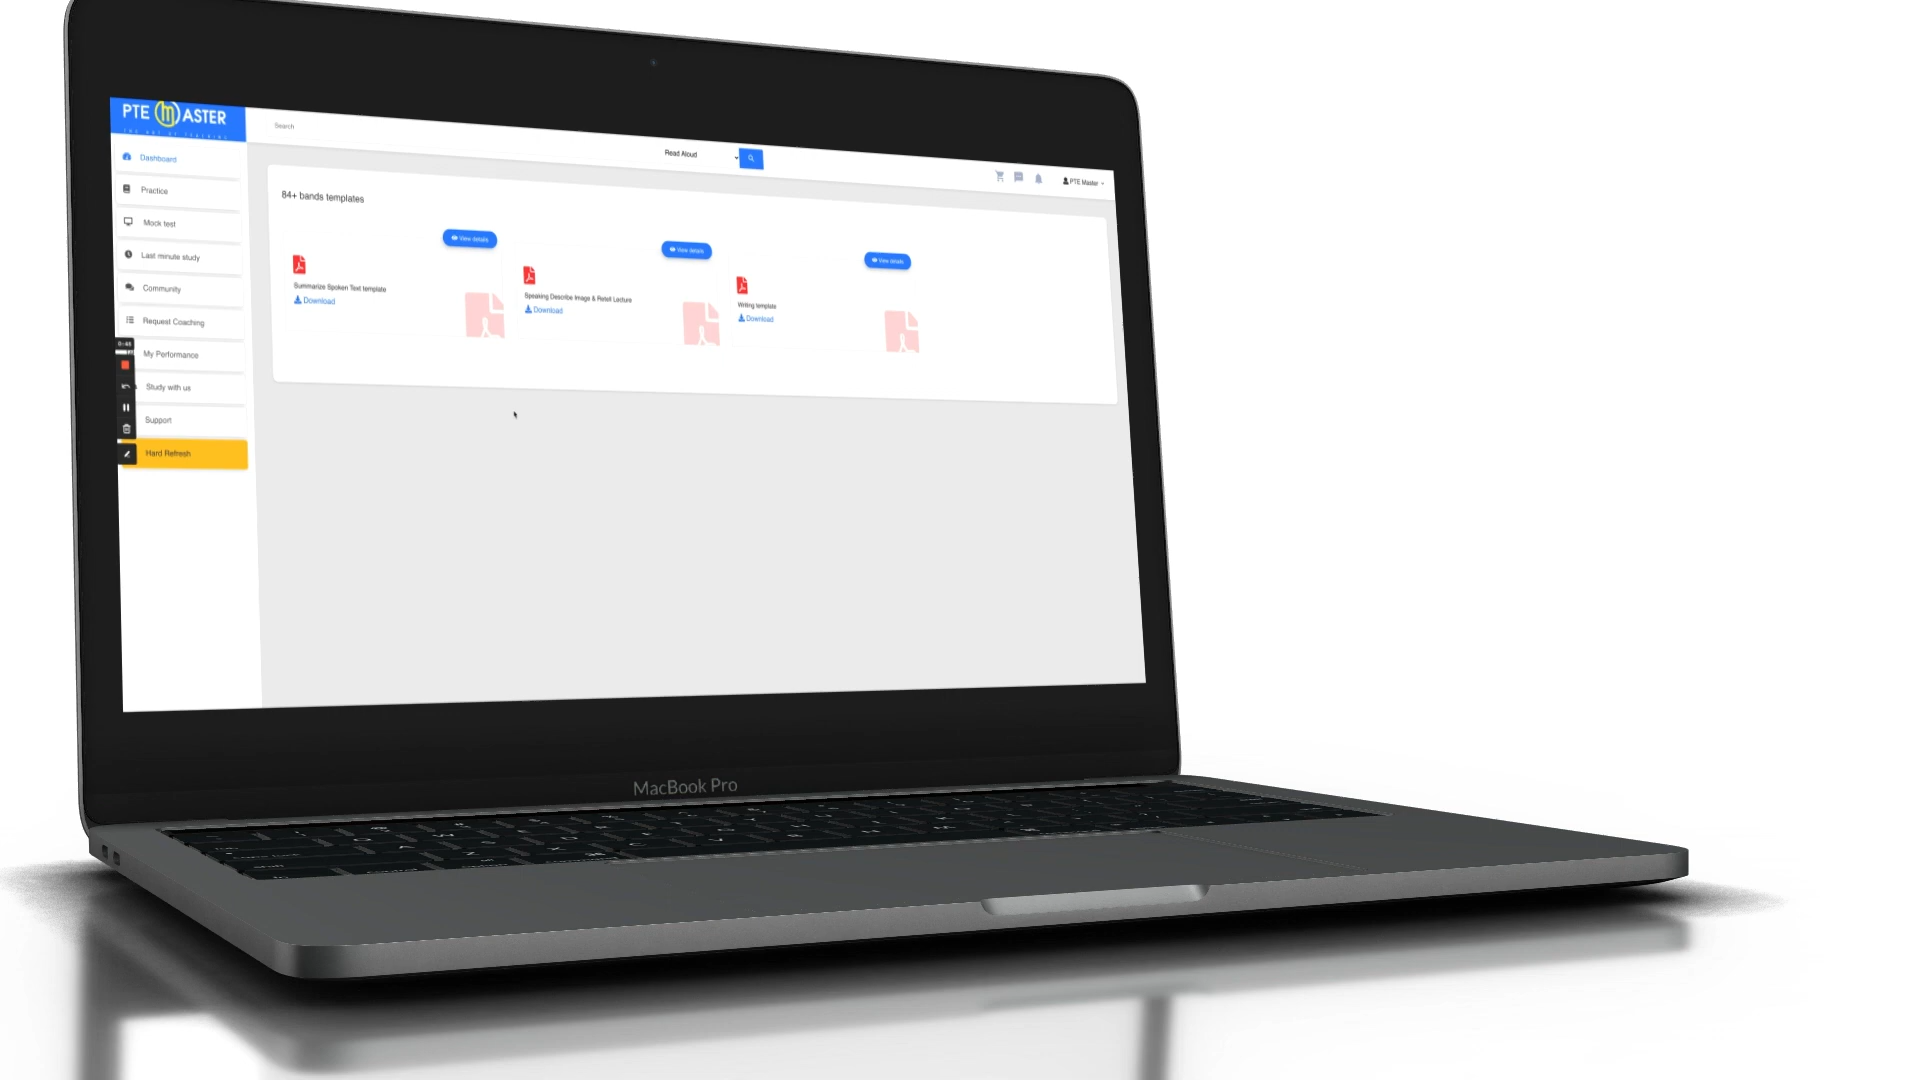 PTE MASTER
Search
Read Aloud
PTE Master
Dashboard
Practice
Mock test
Last minute study
Community
Request Coaching
My Performance
Study with us
Support
Hard Refresh
84+ bands templates
View details
Summarize Spoken Text template
Download
View details
Speaking Describe Image & Retell Lecture
Download
View details
Writing template
Download
MacBook Pro